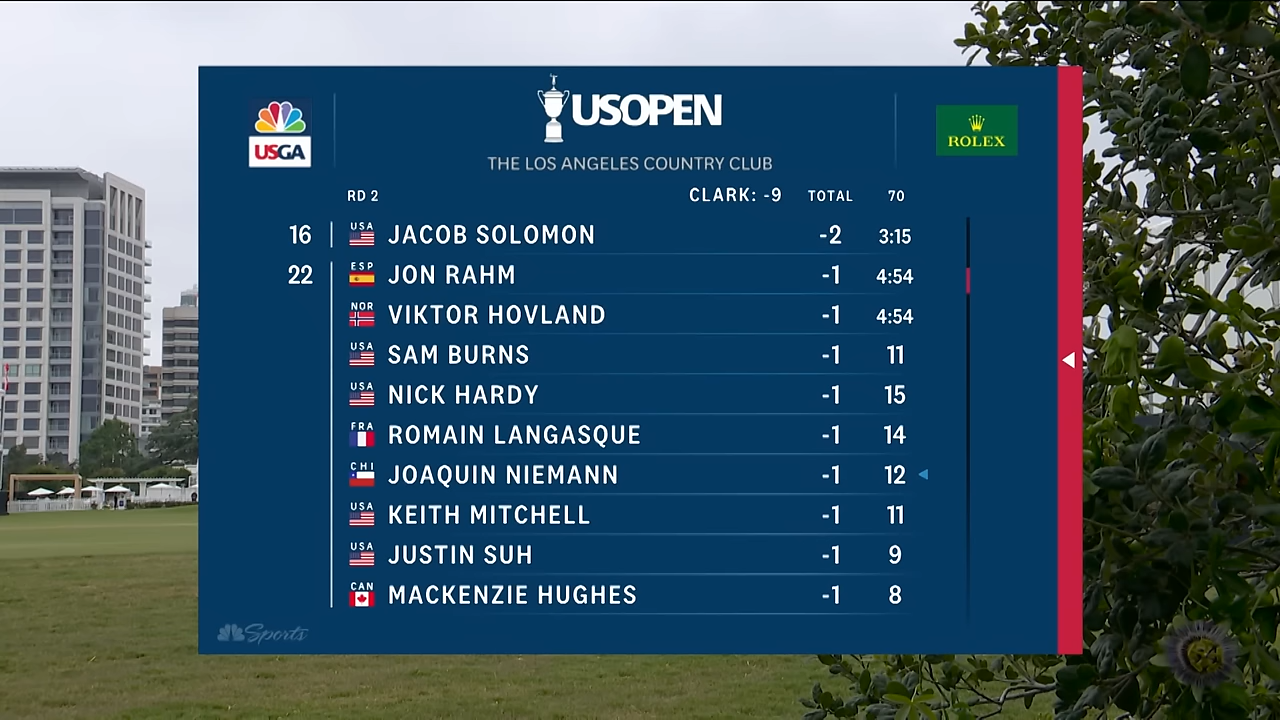 USOPEN
USGA
ROLEX
THE LOS ANGELES COUNTRY CLUB
RD 2 CLARK: -9 TOTAL 70
16 USA JACOB SOLOMON -2 3:15
22 ESP JON RAHM -1 4:54
NOR VIKTOR HOVLAND -1 4:54
USA SAM BURNS -1 11
USA NICK HARDY -1 15
FRA ROMAIN LANGASQUE -1 14
CHI JOAQUIN NIEMANN -1 12
USA KEITH MITCHELL -1 11
USA JUSTIN SUH -1 9
CAN MACKENZIE HUGHES -1 8
Sports